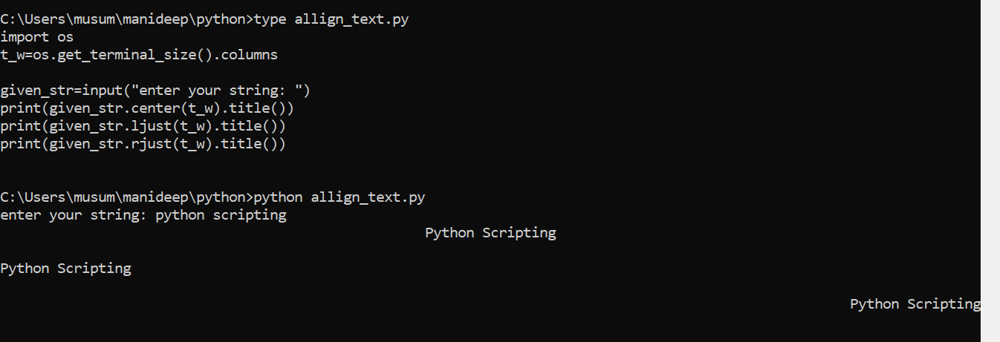 C:\Users\musum\manideep\python>type allign_text.py
import os
t_w=os.get_terminal_size().columns
given_str=input("enter your string: ")
print(given_str.center(t_w).title())
print(given_str.ljust(t_w).title())
print(given_str.rjust(t_w).title())
C:\Users\musum\manideep\python>python allign_text.py
enter your string: python scripting
Python Scripting
Python Scripting
Python Scripting